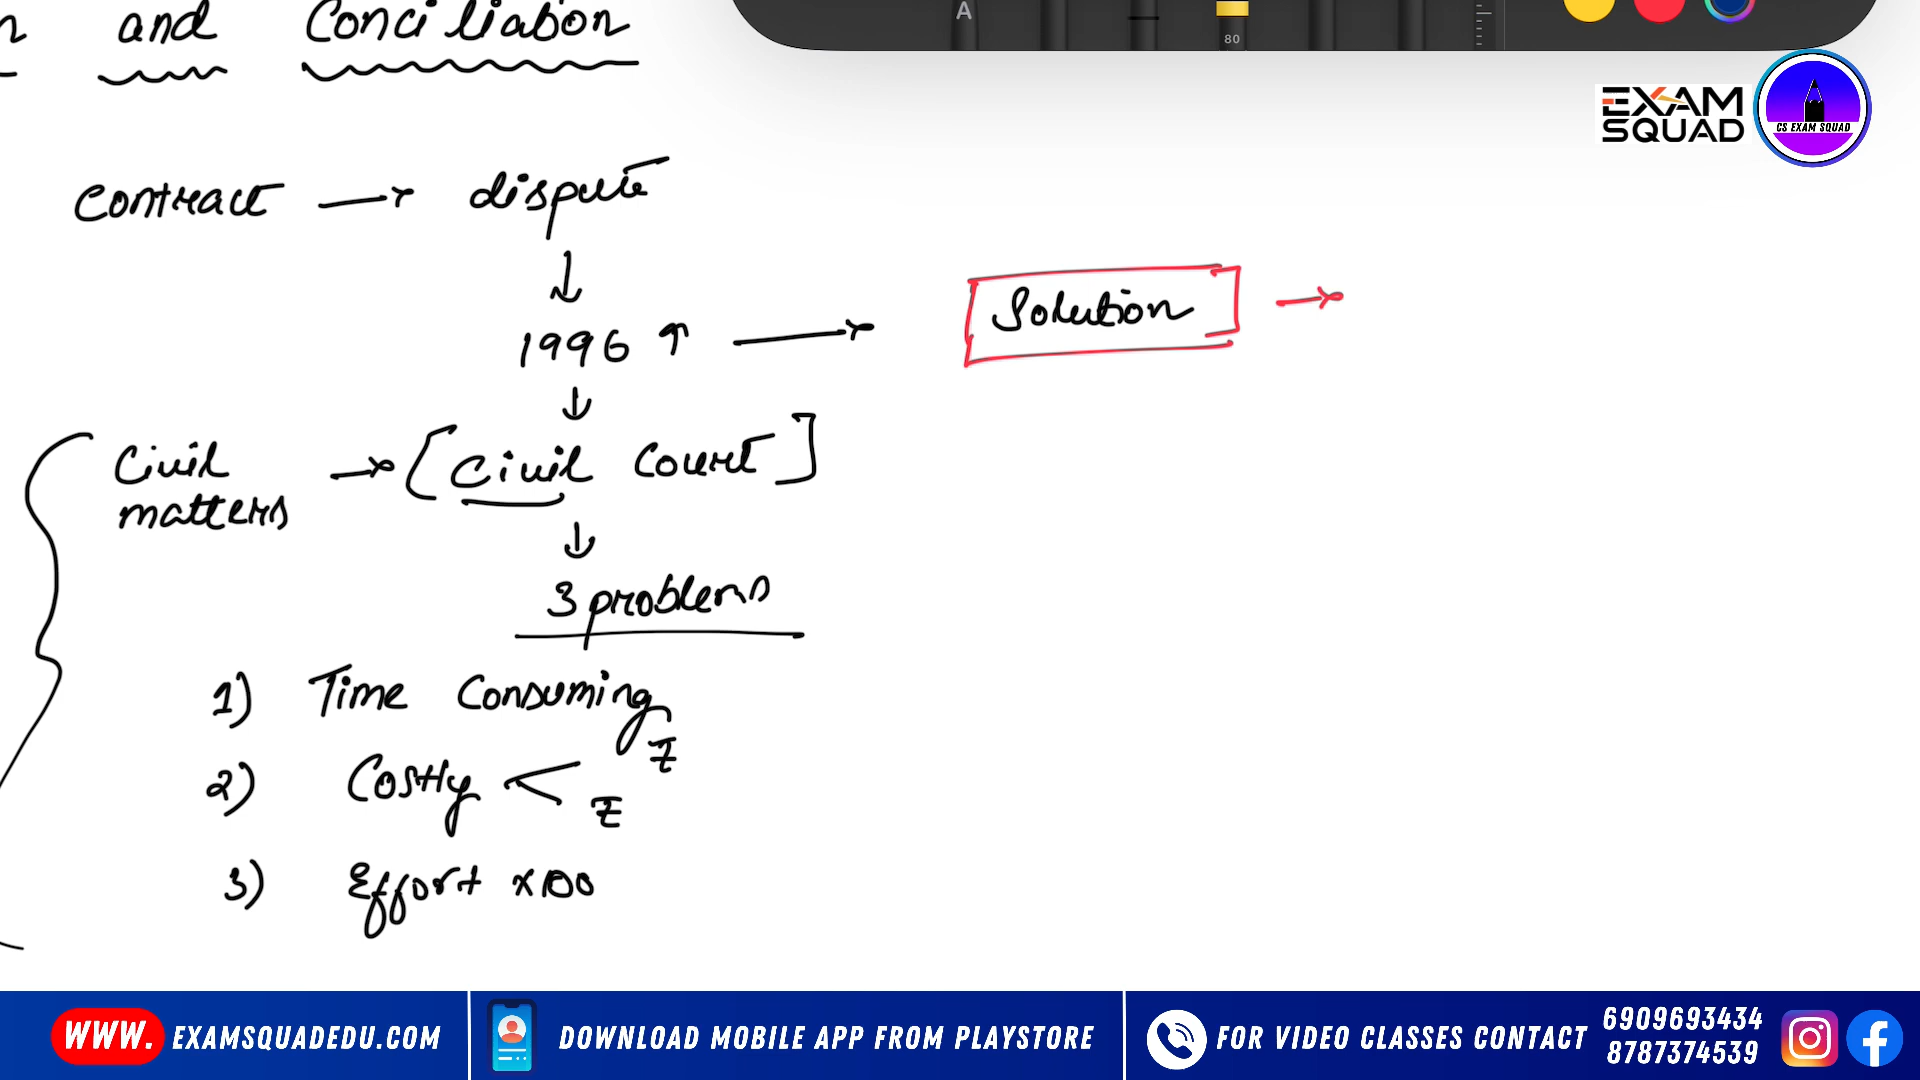 n and Conciliation
A
80
EXAM
SQUAD
CS EXAM SQUAD
Contract → dispute
↓
1996 ↑ → Solution →
↓
Civil matters → [Civil Court]
↓
3 problems
1) Time Consuming
2) Costly <
3) Effort x100
WWW. EXAMSQUADEDU.COM
DOWNLOAD MOBILE APP FROM PLAYSTORE
FOR VIDEO CLASSES CONTACT
6909693434
8787374539